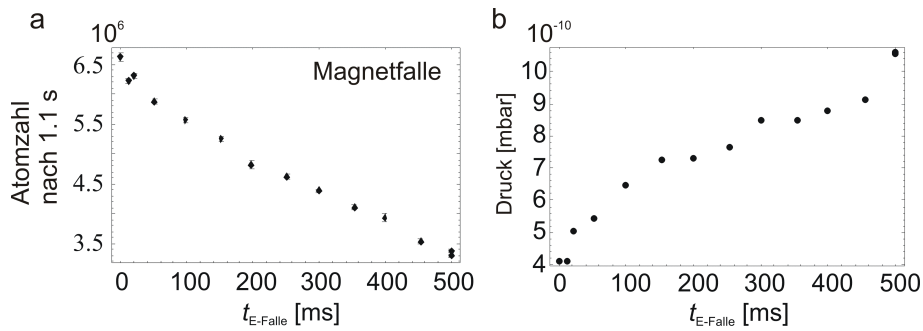 a
10⁶
6.5
5.5
4.5
3.5
Atomzahl
nach 1.1 s
Magnetfalle
0 100 200 300 400 500
t_E-Falle [ms]
b
10⁻¹⁰
10
9
8
7
6
5
4
Druck [mbar]
0 100 200 300 400 500
t_E-Falle [ms]